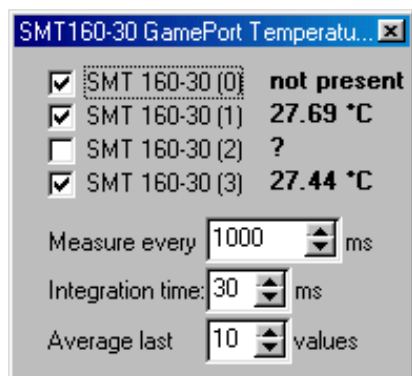 SMT160-30 GamePort Temperatu...
SMT 160-30 (0) not present
SMT 160-30 (1) 27.69 °C
SMT 160-30 (2) ?
SMT 160-30 (3) 27.44 °C
Measure every 1000 ms
Integration time: 30 ms
Average last 10 values